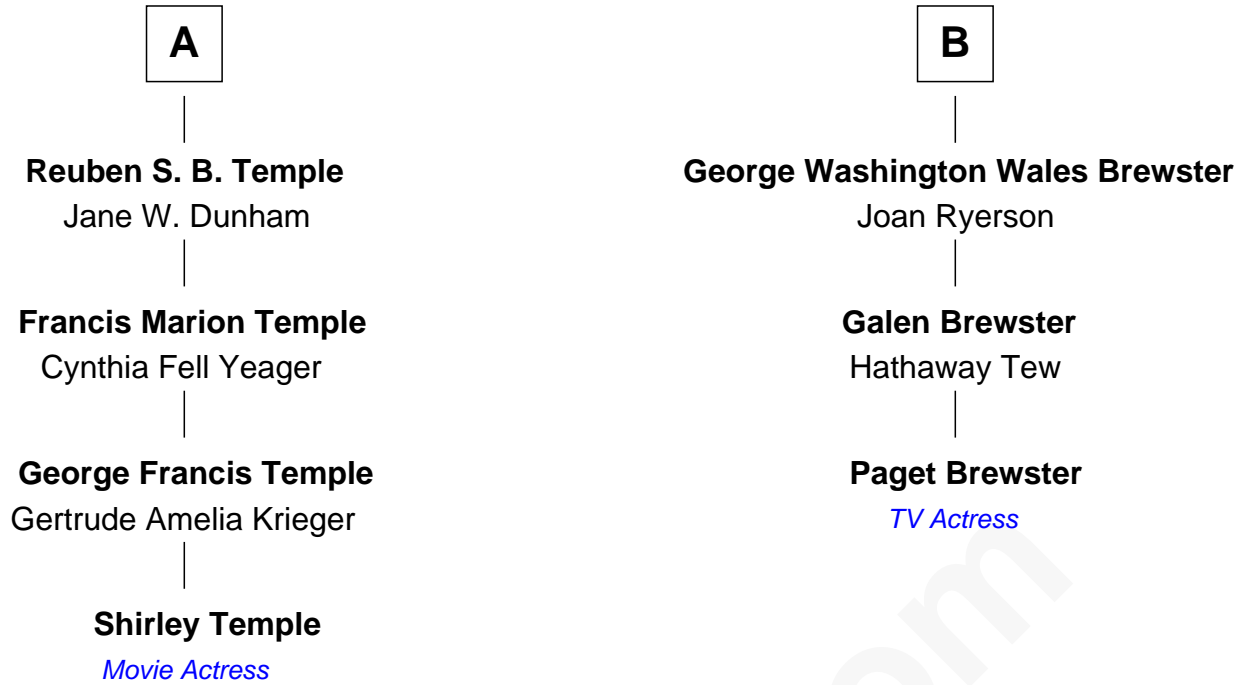 A
Reuben S. B. Temple
Jane W. Dunham
Francis Marion Temple
Cynthia Fell Yeager
George Francis Temple
Gertrude Amelia Krieger
Shirley Temple
Movie Actress
B
George Washington Wales Brewster
Joan Ryerson
Galen Brewster
Hathaway Tew
Paget Brewster
TV Actress